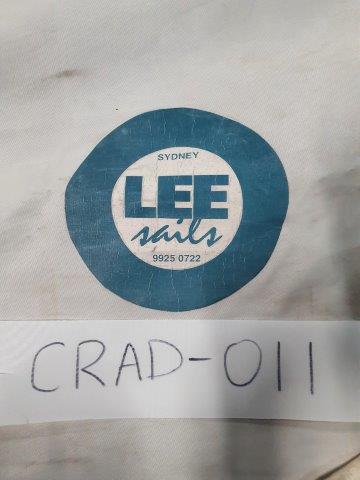 SYDNEY
LEE
sails
9925 0722
CRAD-011